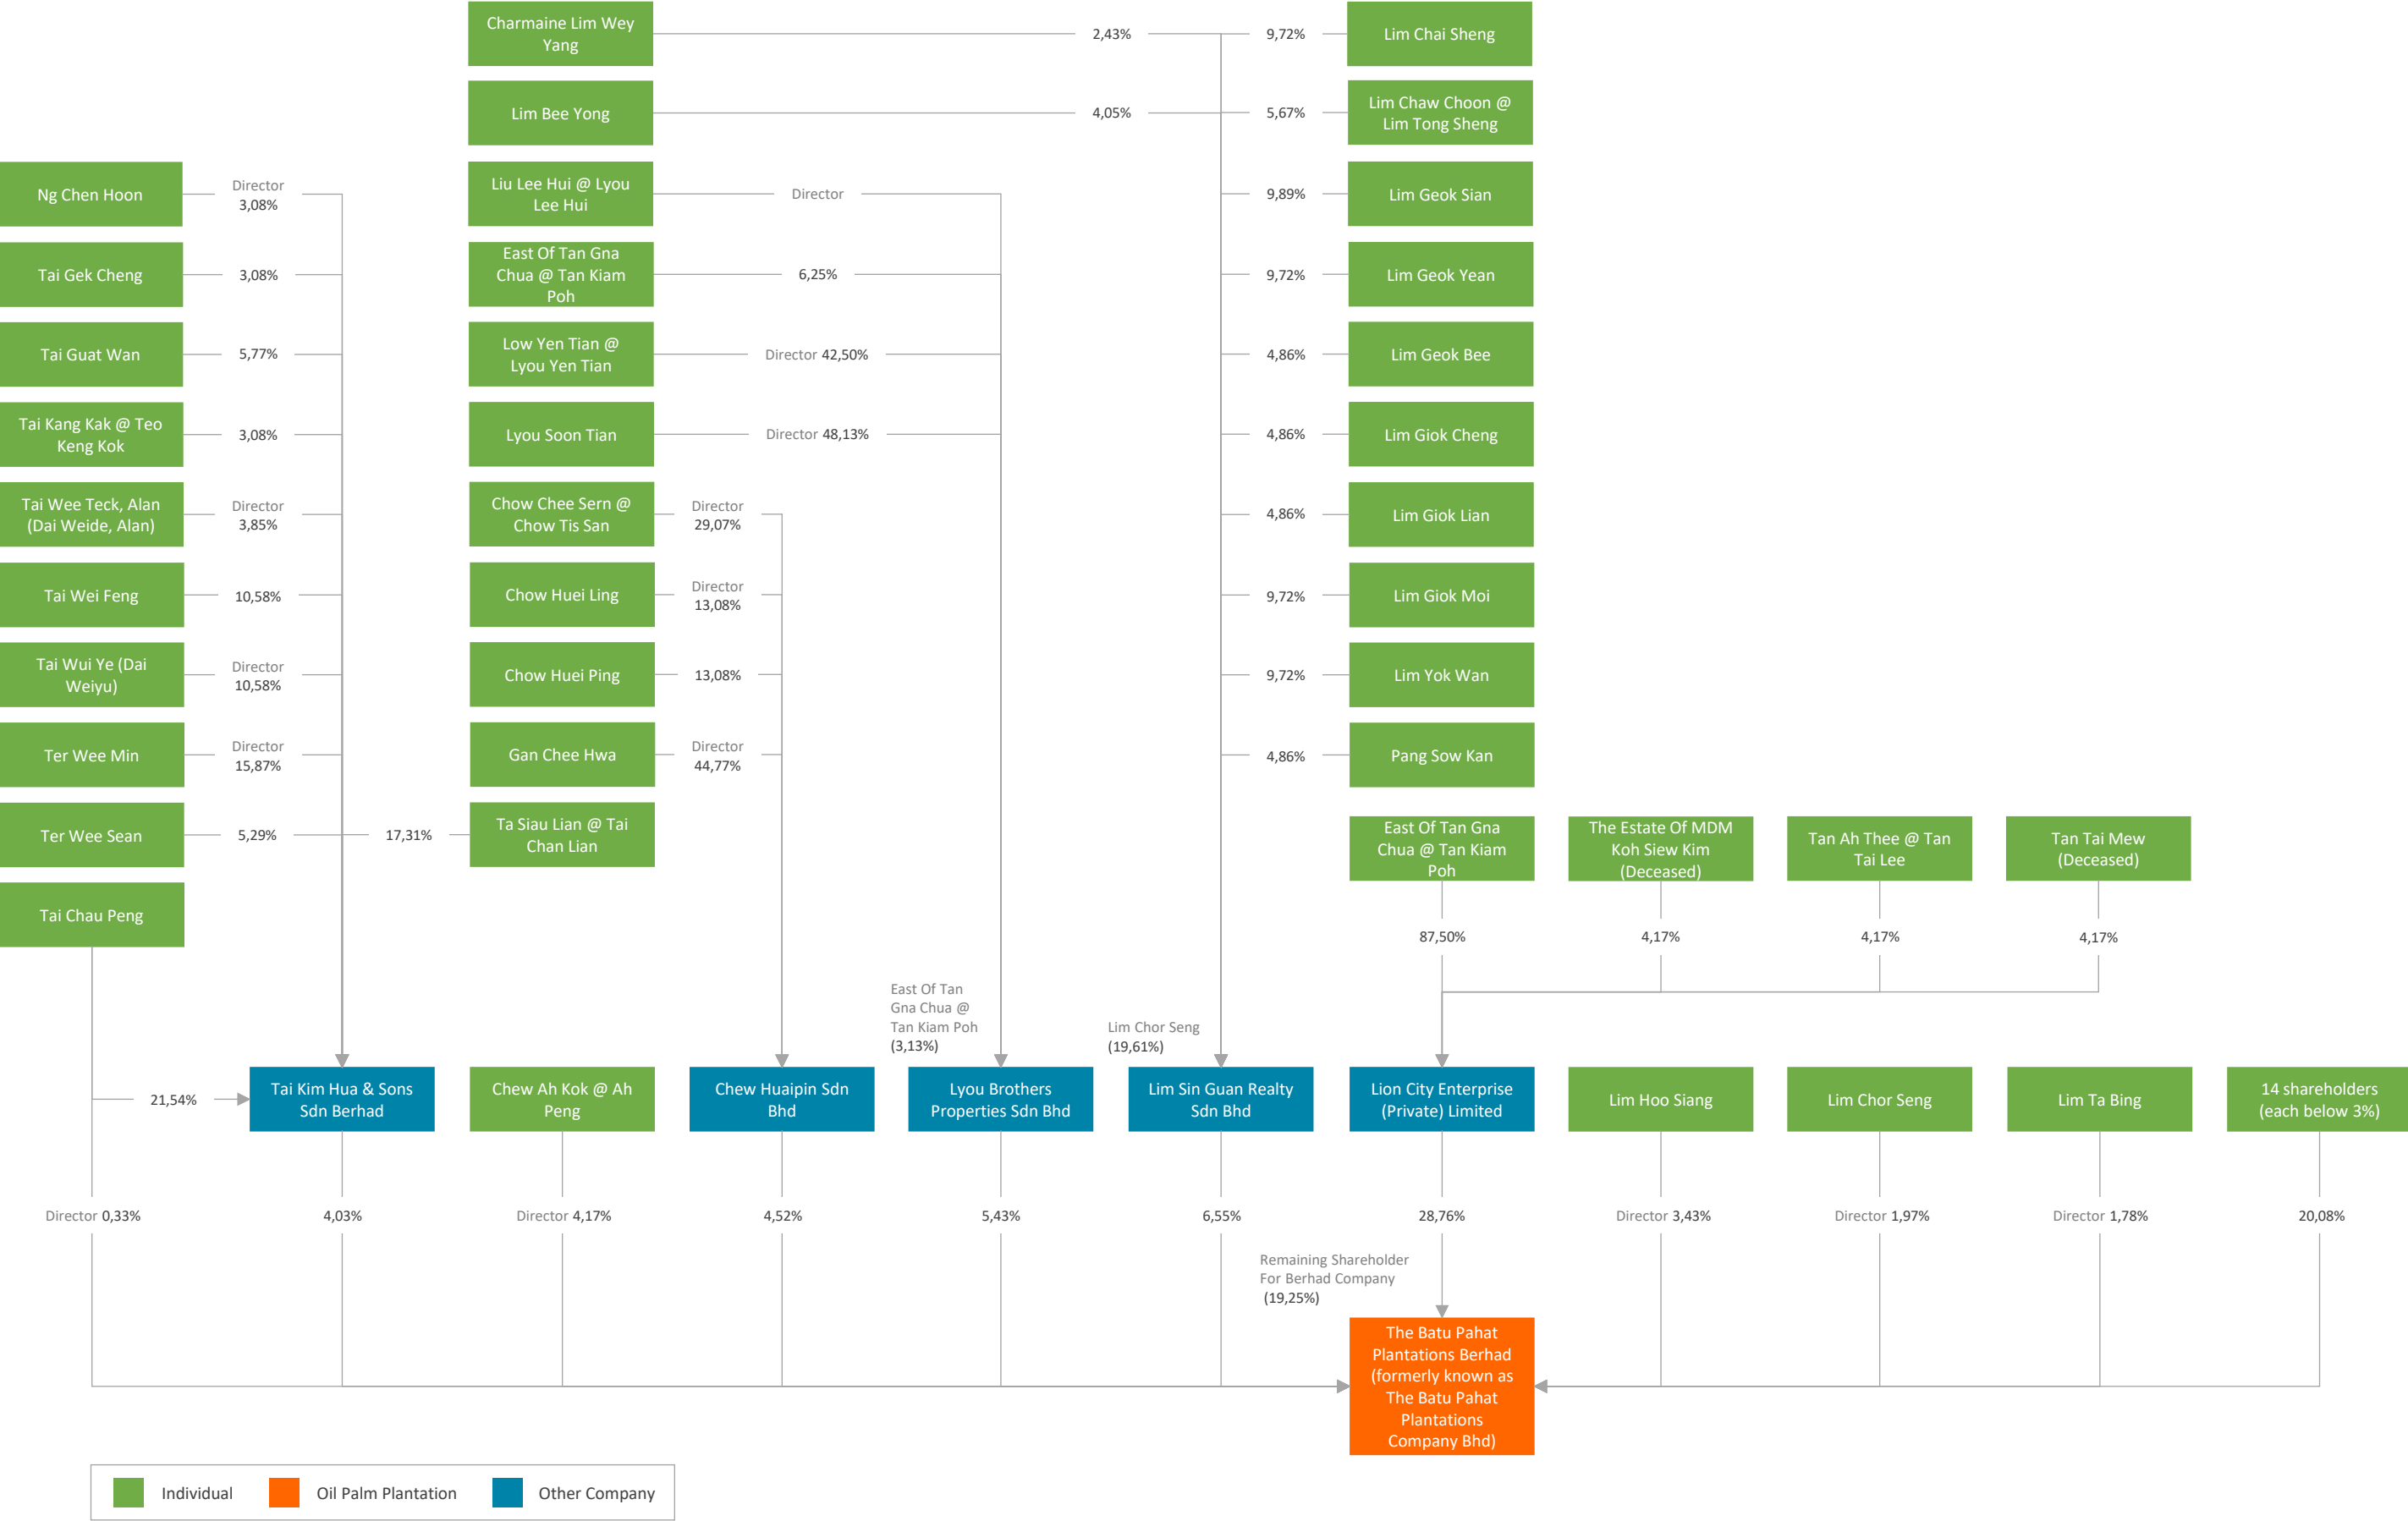 Charmaine Lim Wey
Yang
2,43%
9,72%
Lim Chai Sheng
Lim Bee Yong
4,05%
5,67%
Lim Chaw Choon @
Lim Tong Sheng
Ng Chen Hoon
Director
3,08%
Liu Lee Hui @ Lyou
Lee Hui
Director
9,89%
Lim Geok Sian
Tai Gek Cheng
3,08%
East Of Tan Gna
Chua @ Tan Kiam
Poh
6,25%
9,72%
Lim Geok Yean
Tai Guat Wan
5,77%
Low Yen Tian @
Lyou Yen Tian
Director 42,50%
4,86%
Lim Geok Bee
Tai Kang Kak @ Teo
Keng Kok
3,08%
Lyou Soon Tian
Director 48,13%
4,86%
Lim Giok Cheng
Tai Wee Teck, Alan
(Dai Weide, Alan)
Director
3,85%
Chow Chee Sern @
Chow Tis San
Director
29,07%
4,86%
Lim Giok Lian
Tai Wei Feng
10,58%
Chow Huei Ling
Director
13,08%
9,72%
Lim Giok Moi
Tai Wui Ye (Dai
Weiyu)
Director
10,58%
Chow Huei Ping
13,08%
9,72%
Lim Yok Wan
Ter Wee Min
Director
15,87%
Gan Chee Hwa
Director
44,77%
4,86%
Pang Sow Kan
Ter Wee Sean
5,29%
17,31%
Ta Siau Lian @ Tai
Chan Lian
East Of Tan Gna
Chua @ Tan Kiam
Poh
The Estate Of MDM
Koh Siew Kim
(Deceased)
Tan Ah Thee @ Tan
Tai Lee
Tan Tai Mew
(Deceased)
Tai Chau Peng
87,50%
4,17%
4,17%
4,17%
East Of Tan
Gna Chua @
Tan Kiam Poh
(3,13%)
Lim Chor Seng
(19,61%)
21,54%
Tai Kim Hua & Sons
Sdn Berhad
Chew Ah Kok @ Ah
Peng
Chew Huaipin Sdn
Bhd
Lyou Brothers
Properties Sdn Bhd
Lim Sin Guan Realty
Sdn Bhd
Lion City Enterprise
(Private) Limited
Lim Hoo Siang
Lim Chor Seng
Lim Ta Bing
14 shareholders
(each below 3%)
Director 0,33%
4,03%
Director 4,17%
4,52%
5,43%
6,55%
28,76%
Director 3,43%
Director 1,97%
Director 1,78%
20,08%
Remaining Shareholder
For Berhad Company
(19,25%)
The Batu Pahat
Plantations Berhad
(formerly known as
The Batu Pahat
Plantations
Company Bhd)
Individual
Oil Palm Plantation
Other Company